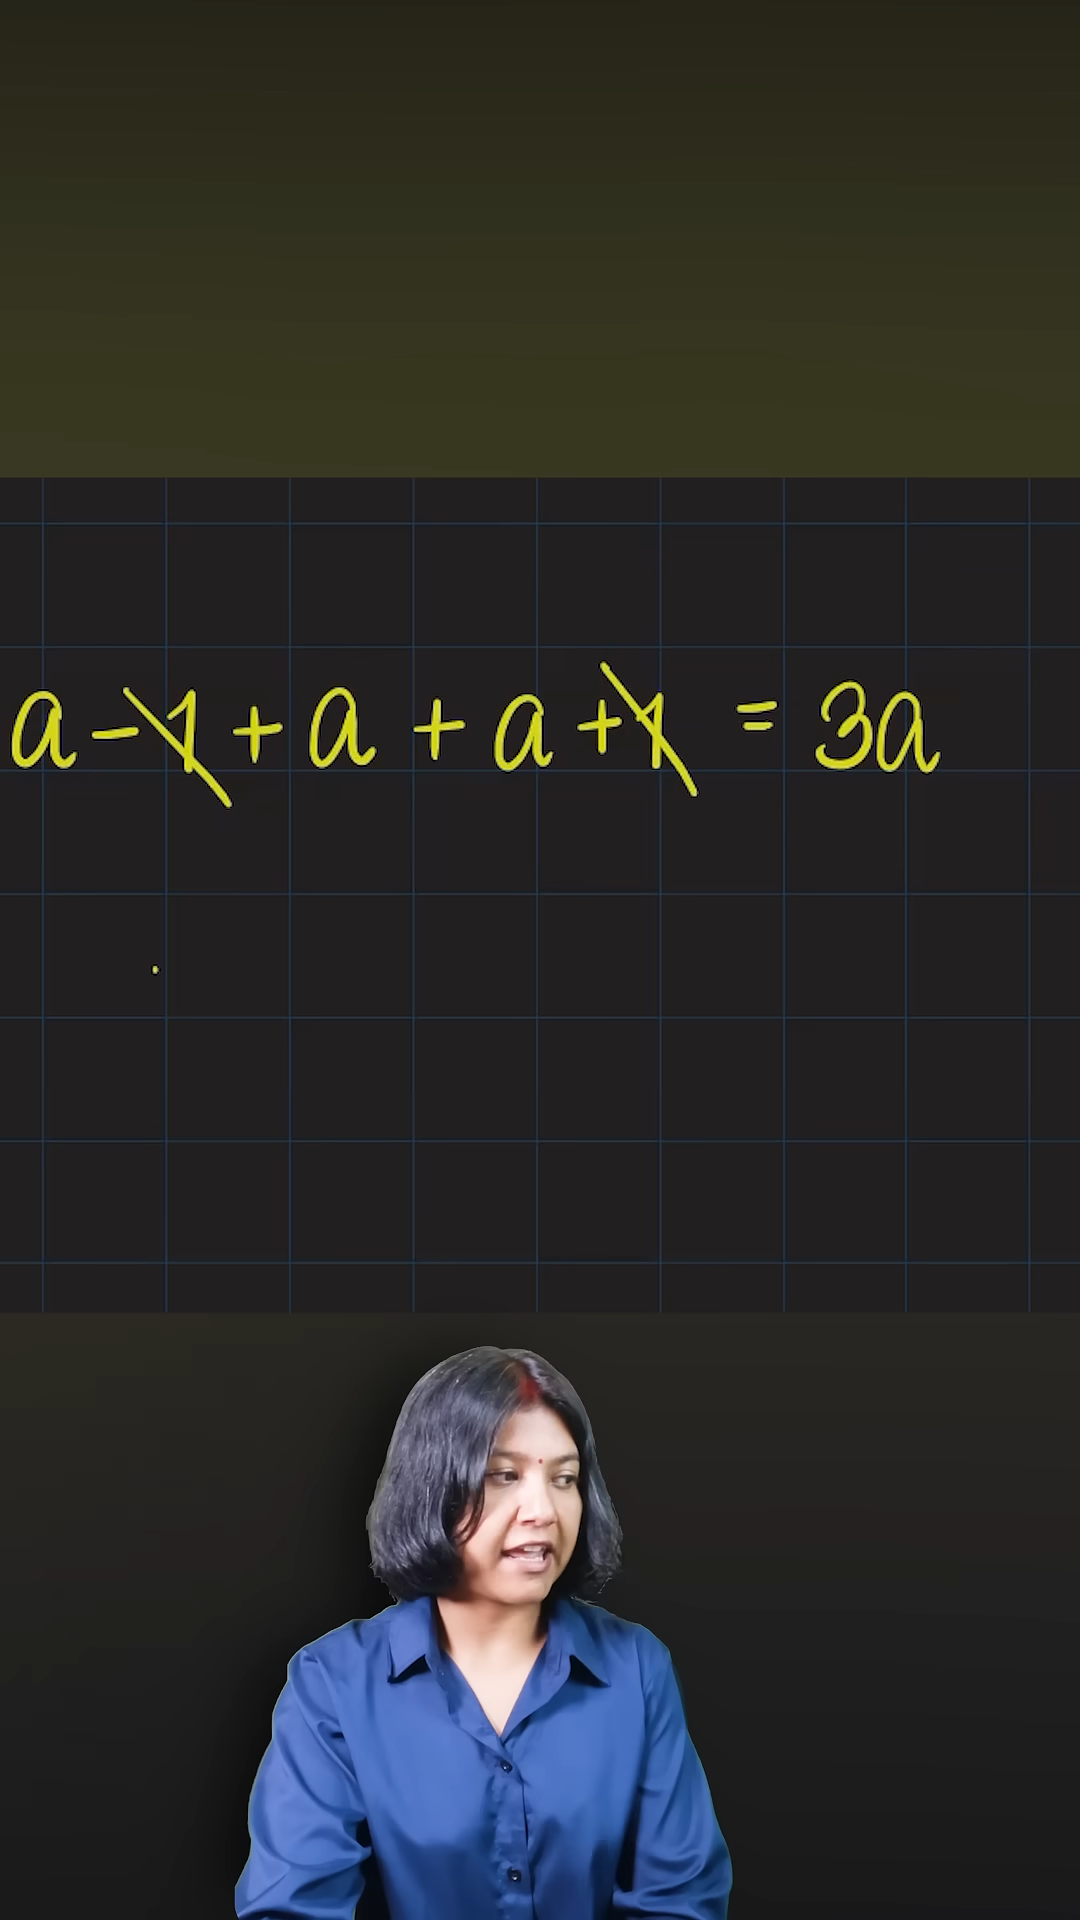 a - 1 + a + a + 1 = 3a